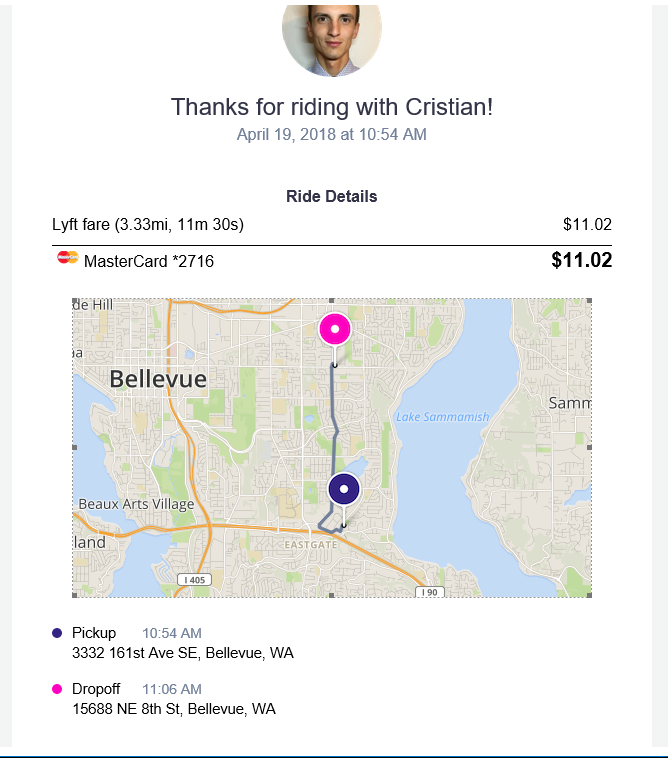 Thanks for riding with Cristian!
April 19, 2018 at 10:54 AM
Ride Details
Lyft fare (3.33mi, 11m 30s) $11.02
MasterCard *2716 $11.02
de Hill
aa
Bellevue
Lake Sammamish
Samm
Beaux Arts Village
land
EASTGATE
I 405
I 90
Pickup 10:54 AM
3332 161st Ave SE, Bellevue, WA
Dropoff 11:06 AM
15688 NE 8th St, Bellevue, WA